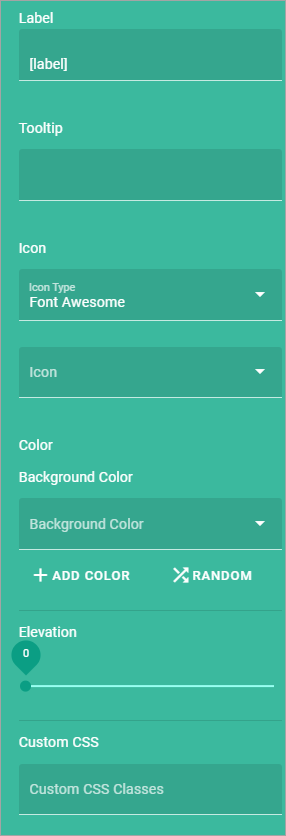 Label
[label]
Tooltip
Icon
Icon Type
Font Awesome
Icon
Color
Background Color
Background Color
ADD COLOR
RANDOM
Elevation
0
Custom CSS
Custom CSS Classes